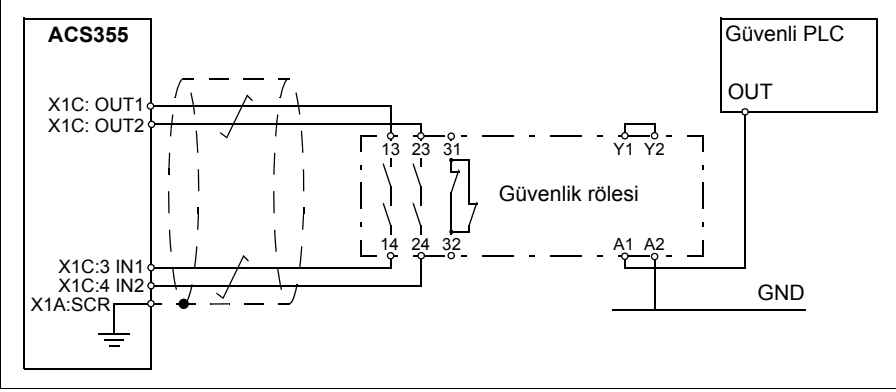 ACS355
Güvenli PLC
OUT
X1C: OUT1
X1C: OUT2
13 23 31
Y1 Y2
Güvenlik rölesi
14 24 32
A1 A2
X1C:3 IN1
X1C:4 IN2
X1A:SCR
GND